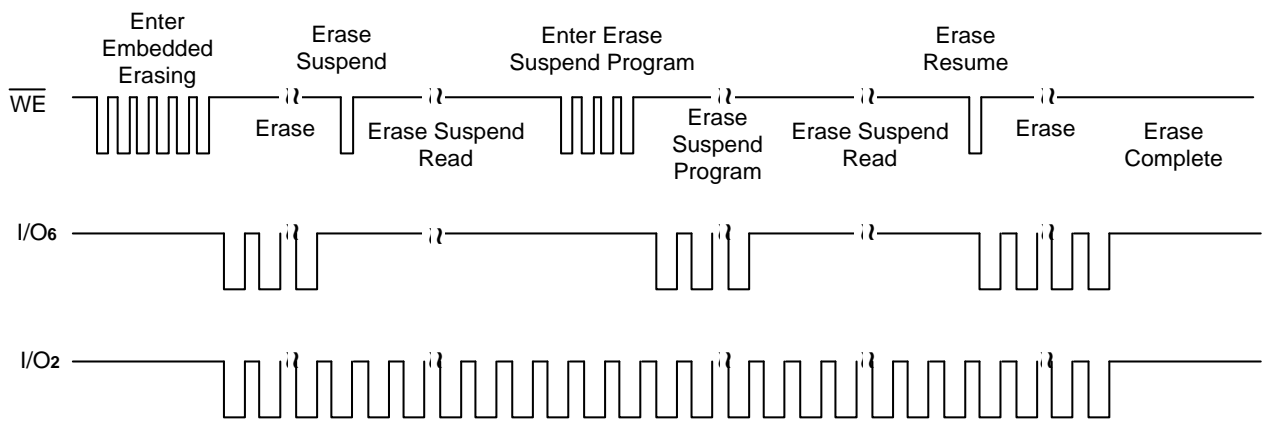 Enter
Embedded
Erasing
Erase
Suspend
Enter Erase
Suspend Program
Erase
Resume
WE
Erase
Erase Suspend
Read
Erase
Suspend
Program
Erase Suspend
Read
Erase
Erase
Complete
I/O6
I/O2